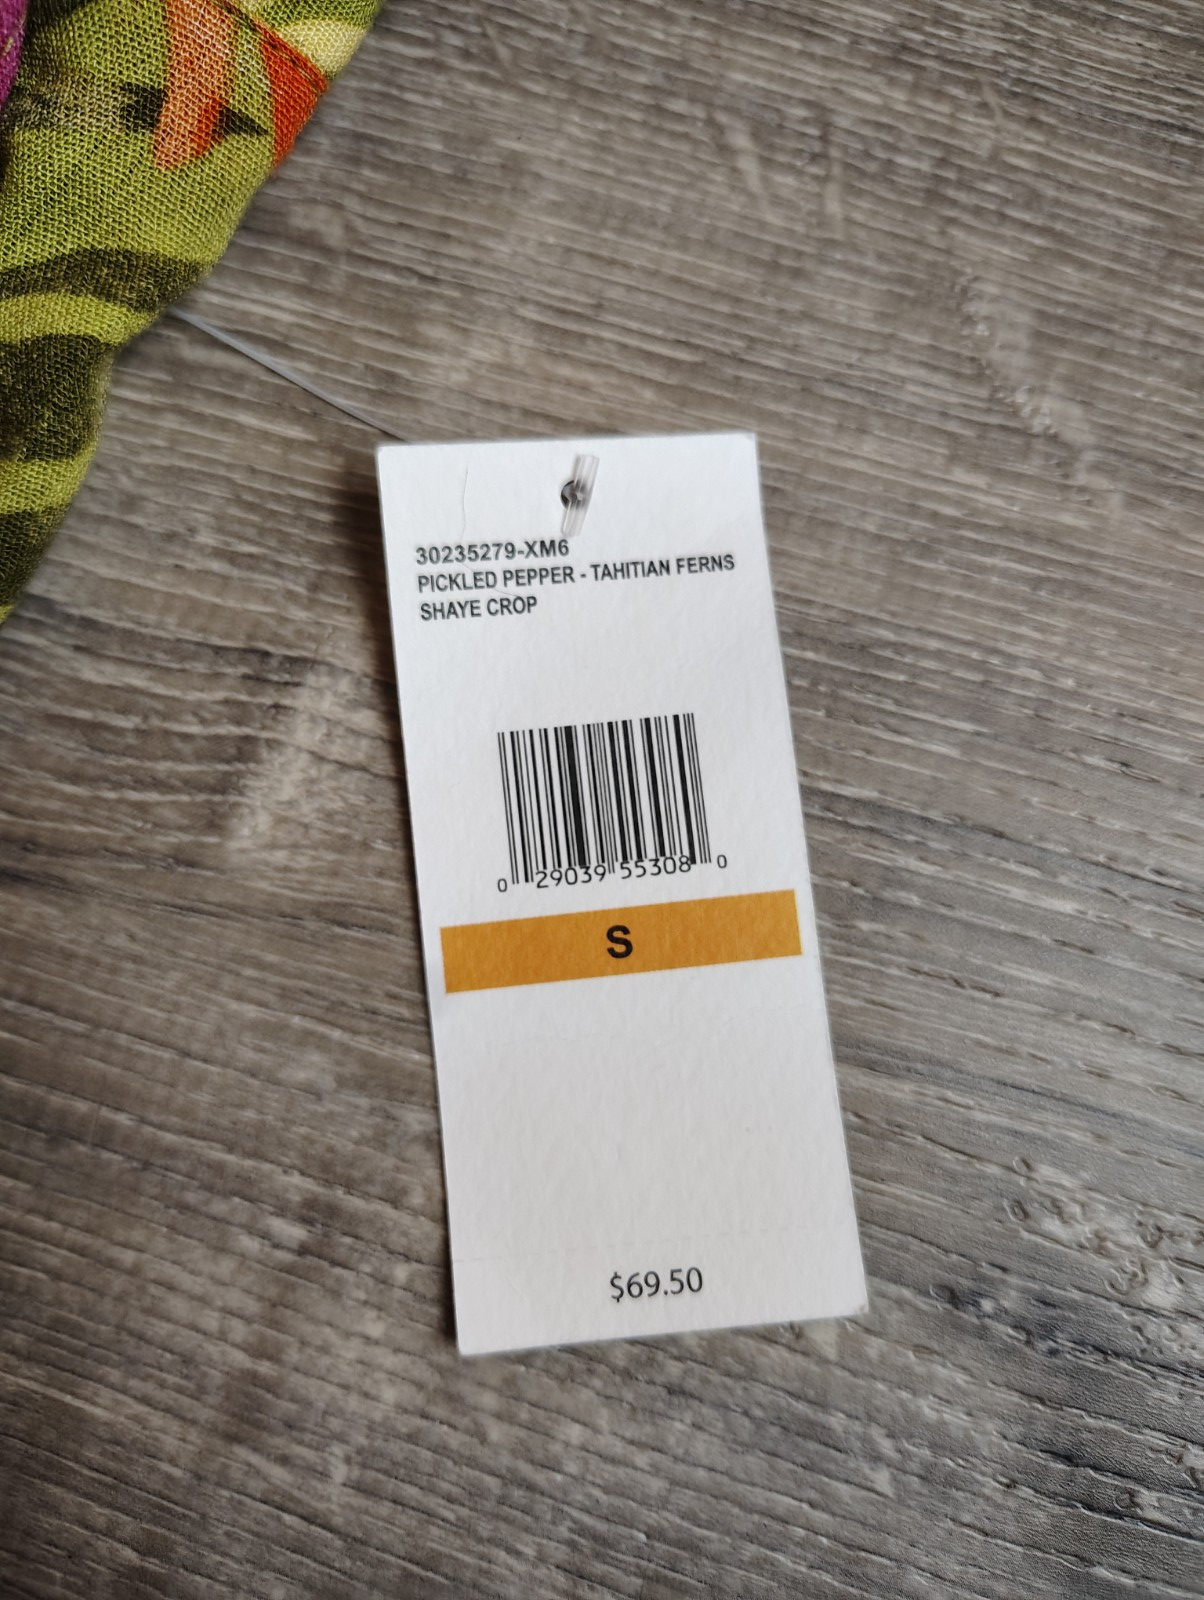 30235279-XM6
PICKLED PEPPER - TAHITIAN FERNS
SHAYE CROP
0 29039 55308 0
S
$69.50